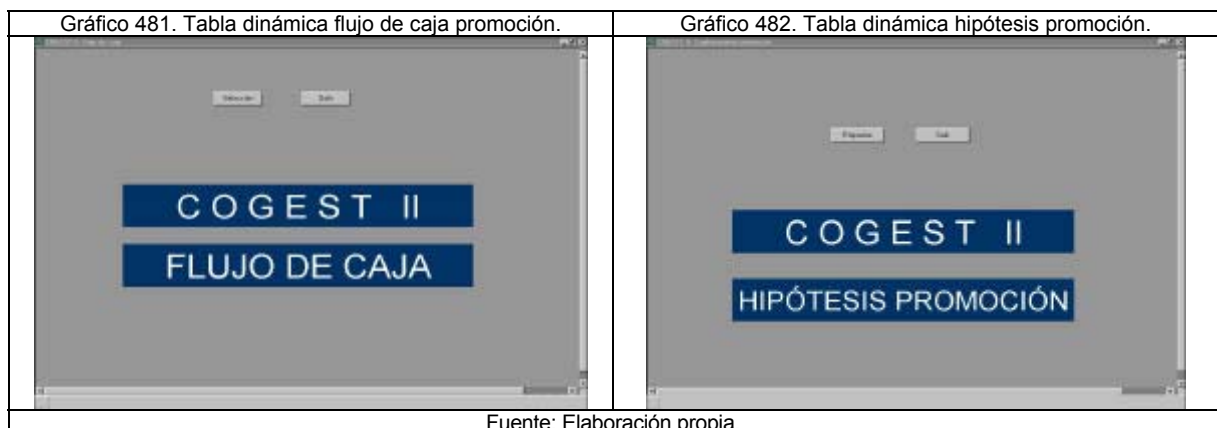 Gráfico 481. Tabla dinámica flujo de caja promoción.
Gráfico 482. Tabla dinámica hipótesis promoción.
COGEST II
FLUJO DE CAJA
COGEST II
HIPÓTESIS PROMOCIÓN
Fuente: Elaboración propia